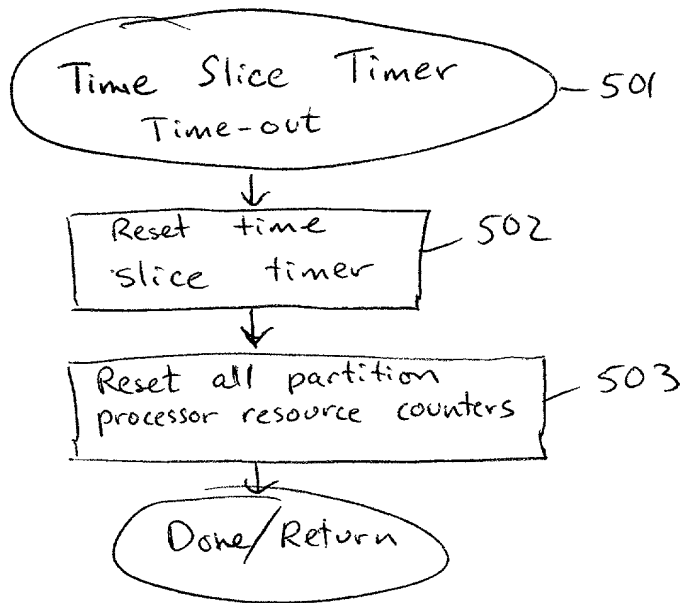 Time Slice Timer
Time-out
501
Reset time
slice timer
502
Reset all partition
processor resource counters
503
Done/Return